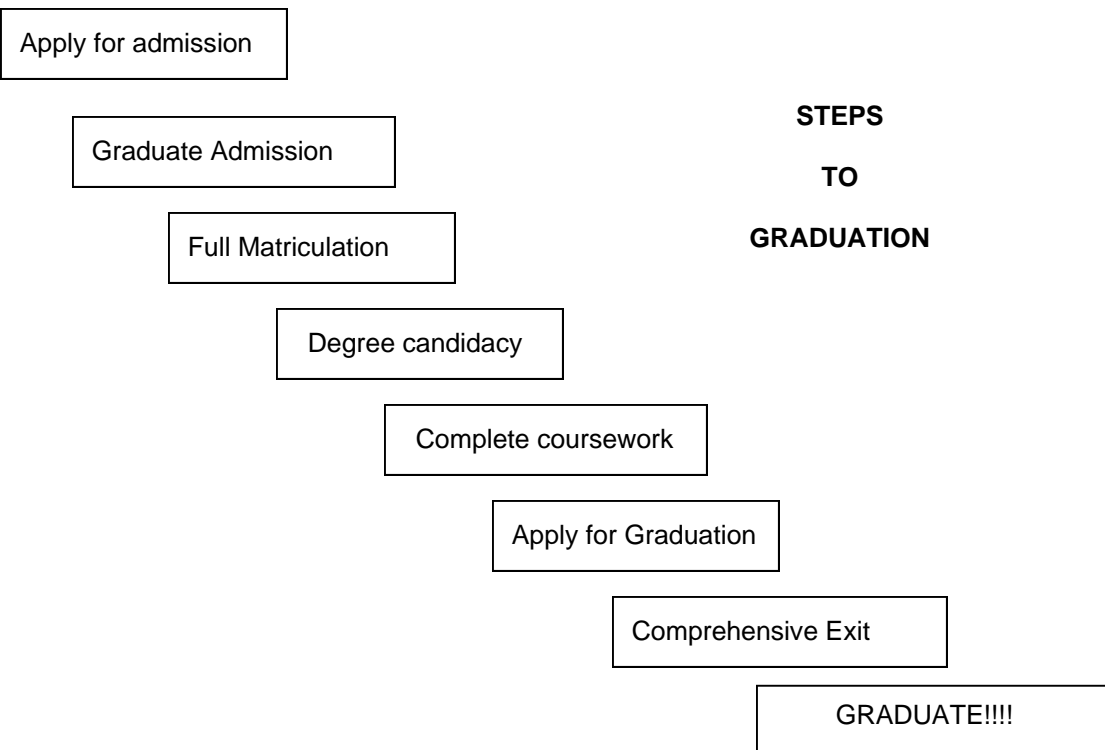 Apply for admission
Graduate Admission
Full Matriculation
Degree candidacy
Complete coursework
Apply for Graduation
Comprehensive Exit
GRADUATE!!!!
STEPS
TO
GRADUATION